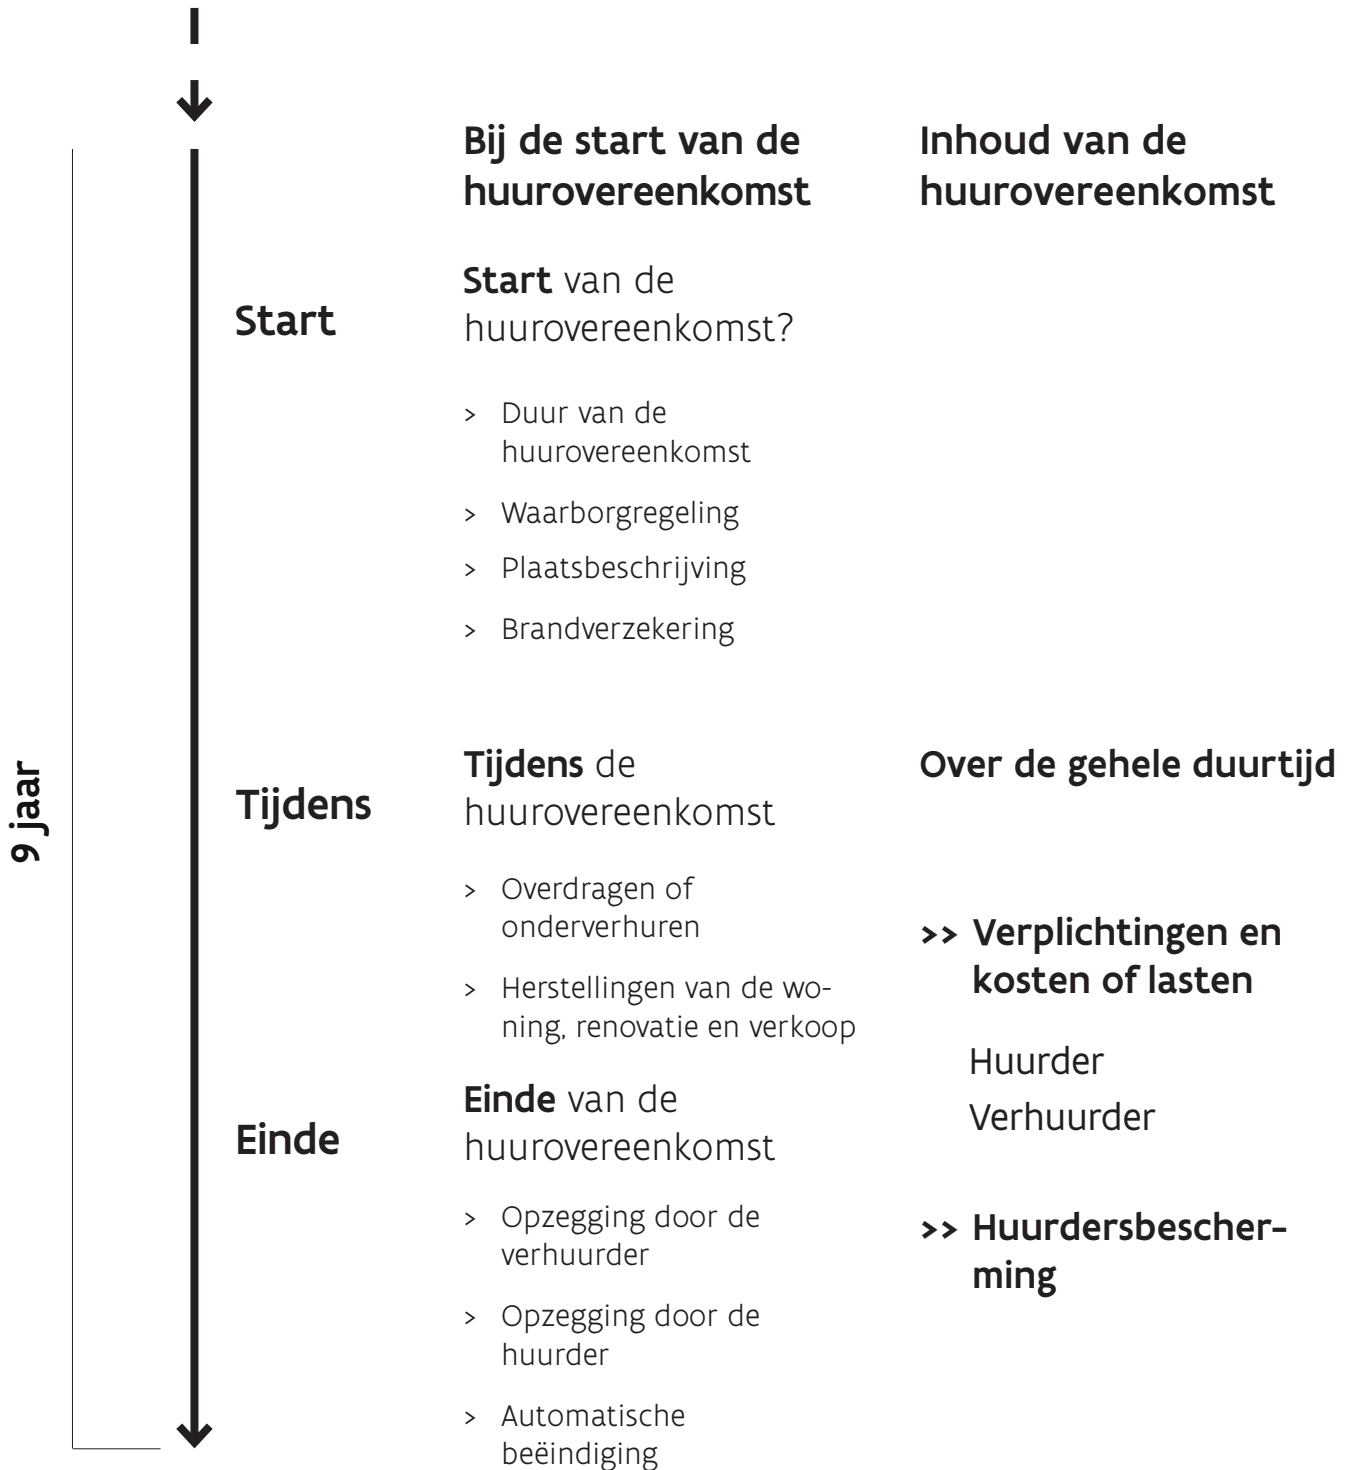 Bij de start van de
huurovereenkomst
Inhoud van de
huurovereenkomst
9 jaar
Start
Start van de
huurovereenkomst?
> Duur van de
huurovereenkomst
> Waarborgregeling
> Plaatsbeschrijving
> Brandverzekering
Tijdens
Tijdens de
huurovereenkomst
> Overdragen of
onderverhuren
> Herstellingen van de wo-
ning, renovatie en verkoop
Einde
Einde van de
huurovereenkomst
> Opzegging door de
verhuurder
> Opzegging door de
huurder
> Automatische
beëindiging
Over de gehele duurtijd
>> Verplichtingen en
kosten of lasten
Huurder
Verhuurder
>> Huurdersbescher-
ming